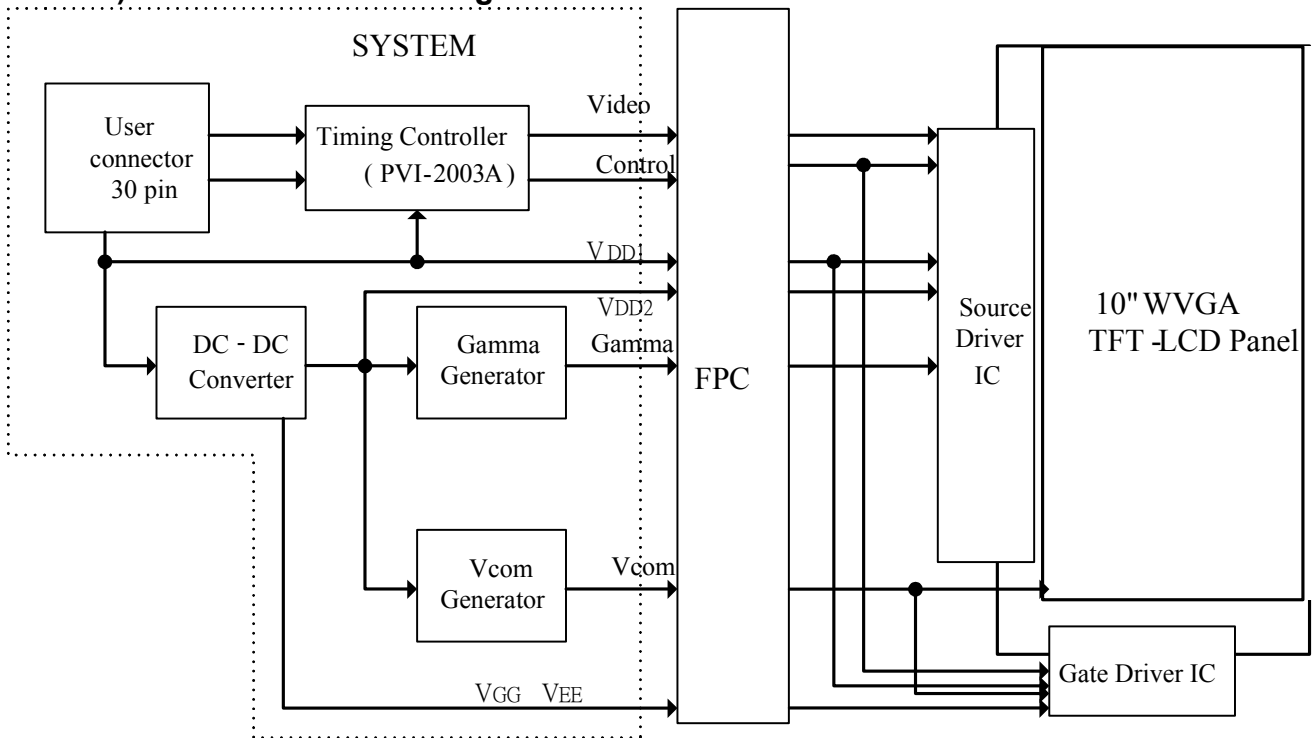 SYSTEM
User
connector
30 pin
Timing Controller
( PVI-2003A )
Video
Control
VDD1
VDD2
DC - DC
Converter
Gamma
Generator
Gamma
FPC
Source
Driver
IC
10" WVGA
TFT -LCD Panel
Vcom
Generator
Vcom
VGG VEE
Gate Driver IC